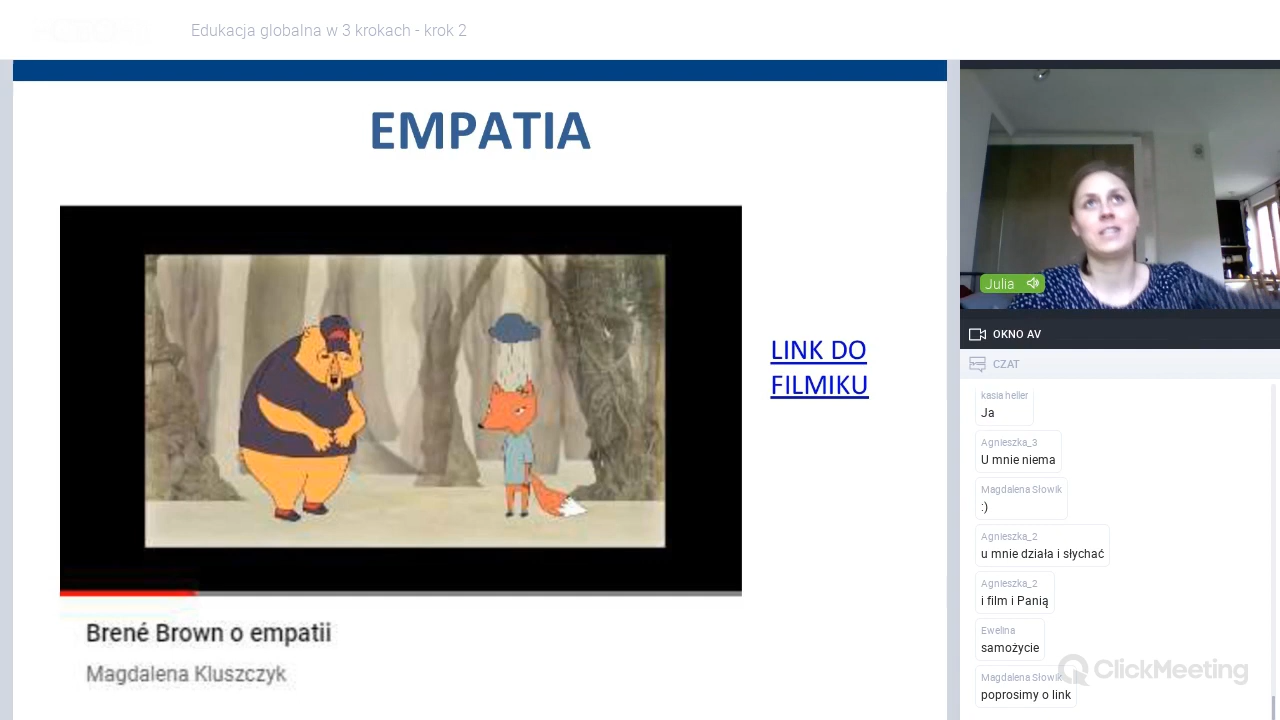 Edukacja globalna w 3 krokach - krok 2
EMPATIA
LINK DO
FILMIKU
Brené Brown o empatii
Magdalena Kluszczyk
Julia
OKNO AV
CZAT
kasia heller
Ja
Agnieszka_3
U mnie niema
Magdalena Słowik
:)
Agnieszka_2
u mnie działa i słychać
Agnieszka_2
i film i Panią
Ewelina
samożycie
Magdalena Słowik
poprosimy o link
ClickMeeting